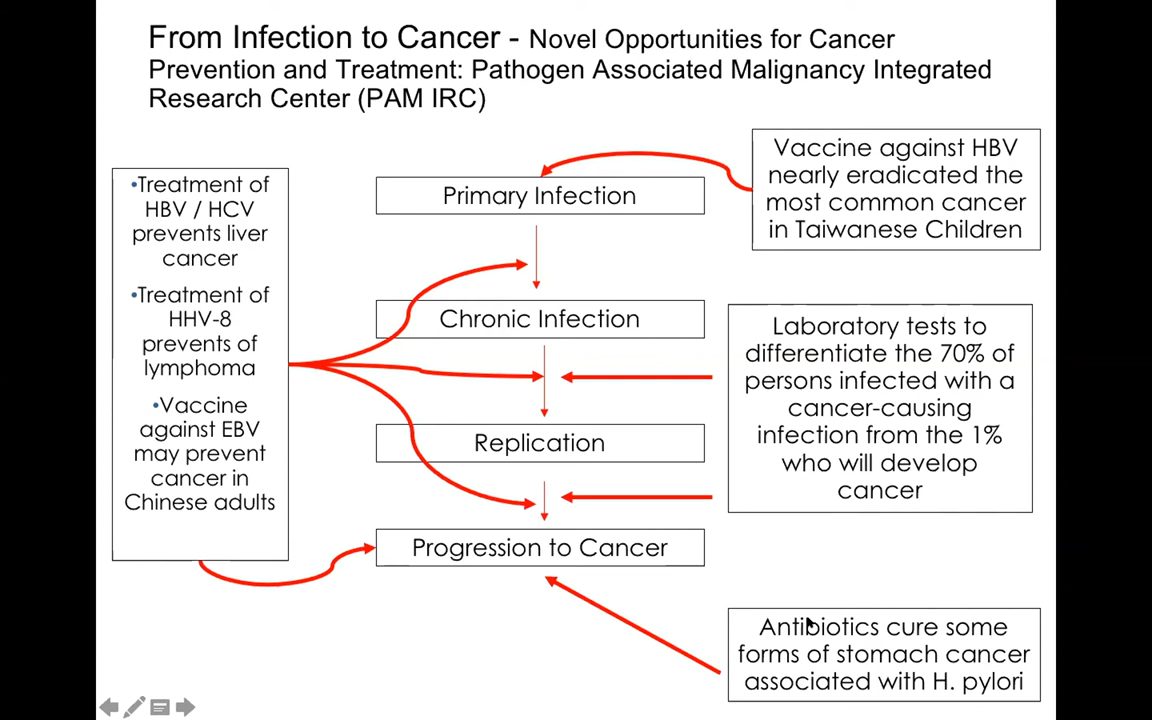 From Infection to Cancer - Novel Opportunities for Cancer
Prevention and Treatment: Pathogen Associated Malignancy Integrated
Research Center (PAM IRC)
•Treatment of
HBV / HCV
prevents liver
cancer
•Treatment of
HHV-8
prevents of
lymphoma
•Vaccine
against EBV
may prevent
cancer in
Chinese adults
Primary Infection
Chronic Infection
Replication
Progression to Cancer
Vaccine against HBV
nearly eradicated the
most common cancer
in Taiwanese Children
Laboratory tests to
differentiate the 70% of
persons infected with a
cancer-causing
infection from the 1%
who will develop
cancer
Antibiotics cure some
forms of stomach cancer
associated with H. pylori